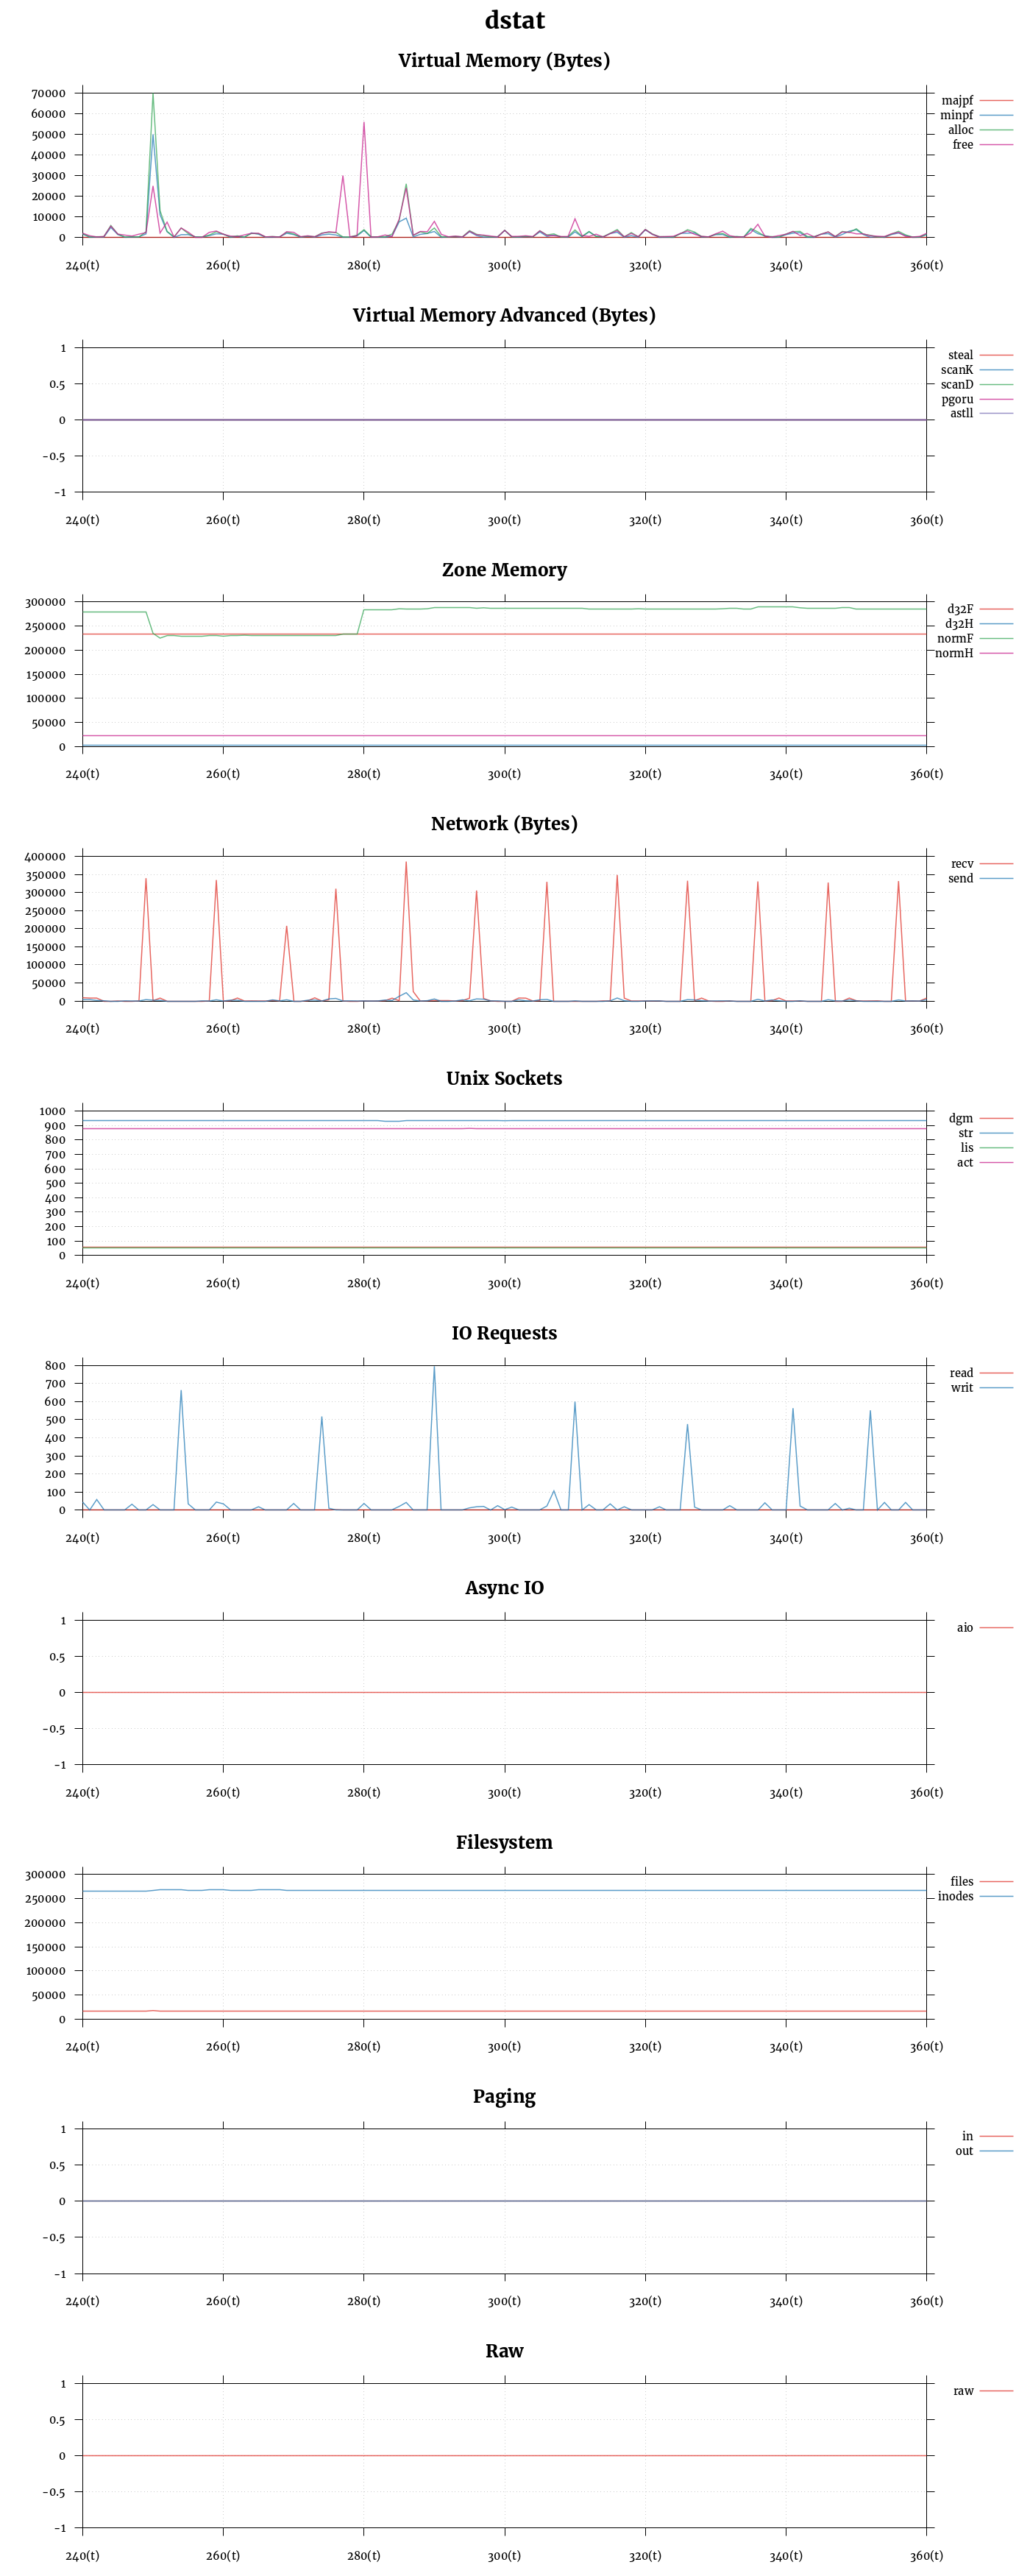 dstat
Virtual Memory (Bytes)
70000
60000
50000
40000
30000
20000
10000
0
240(t) 260(t) 280(t) 300(t) 320(t) 340(t) 360(t)
majpf
minpf
alloc
free
Virtual Memory Advanced (Bytes)
1
0.5
0
-0.5
-1
240(t) 260(t) 280(t) 300(t) 320(t) 340(t) 360(t)
steal
scanK
scanD
pgoru
astll
Zone Memory
300000
250000
200000
150000
100000
50000
0
240(t) 260(t) 280(t) 300(t) 320(t) 340(t) 360(t)
d32F
d32H
normF
normH
Network (Bytes)
400000
350000
300000
250000
200000
150000
100000
50000
0
240(t) 260(t) 280(t) 300(t) 320(t) 340(t) 360(t)
recv
send
Unix Sockets
1000
900
800
700
600
500
400
300
200
100
0
240(t) 260(t) 280(t) 300(t) 320(t) 340(t) 360(t)
dgm
str
lis
act
IO Requests
800
700
600
500
400
300
200
100
0
240(t) 260(t) 280(t) 300(t) 320(t) 340(t) 360(t)
read
writ
Async IO
1
0.5
0
-0.5
-1
240(t) 260(t) 280(t) 300(t) 320(t) 340(t) 360(t)
aio
Filesystem
300000
250000
200000
150000
100000
50000
0
240(t) 260(t) 280(t) 300(t) 320(t) 340(t) 360(t)
files
inodes
Paging
1
0.5
0
-0.5
-1
240(t) 260(t) 280(t) 300(t) 320(t) 340(t) 360(t)
in
out
Raw
1
0.5
0
-0.5
-1
240(t) 260(t) 280(t) 300(t) 320(t) 340(t) 360(t)
raw